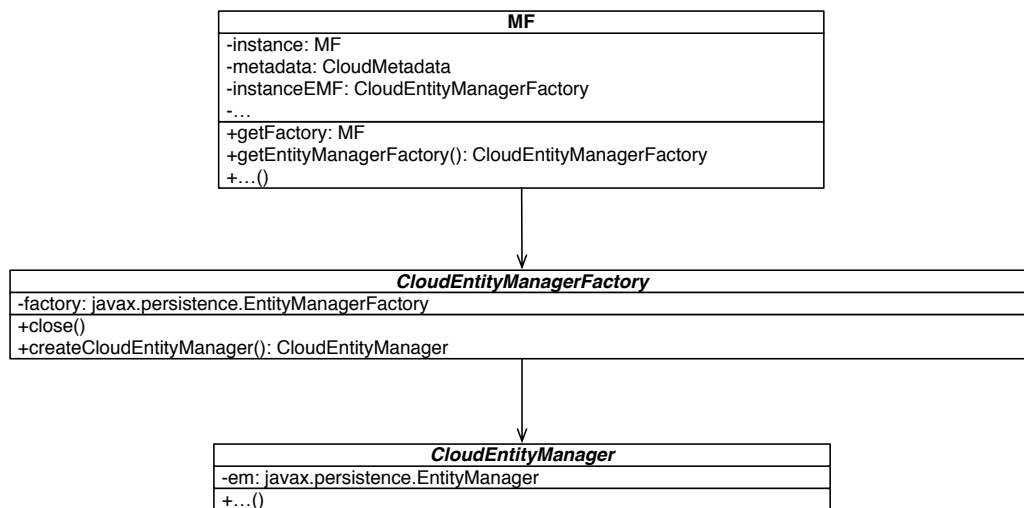 MF
-instance: MF
-metadata: CloudMetadata
-instanceEMF: CloudEntityManagerFactory
-...
+getFactory: MF
+getEntityManagerFactory(): CloudEntityManagerFactory
+...()
CloudEntityManagerFactory
-factory: javax.persistence.EntityManagerFactory
+close()
+createCloudEntityManager(): CloudEntityManager
CloudEntityManager
-em: javax.persistence.EntityManager
+...()